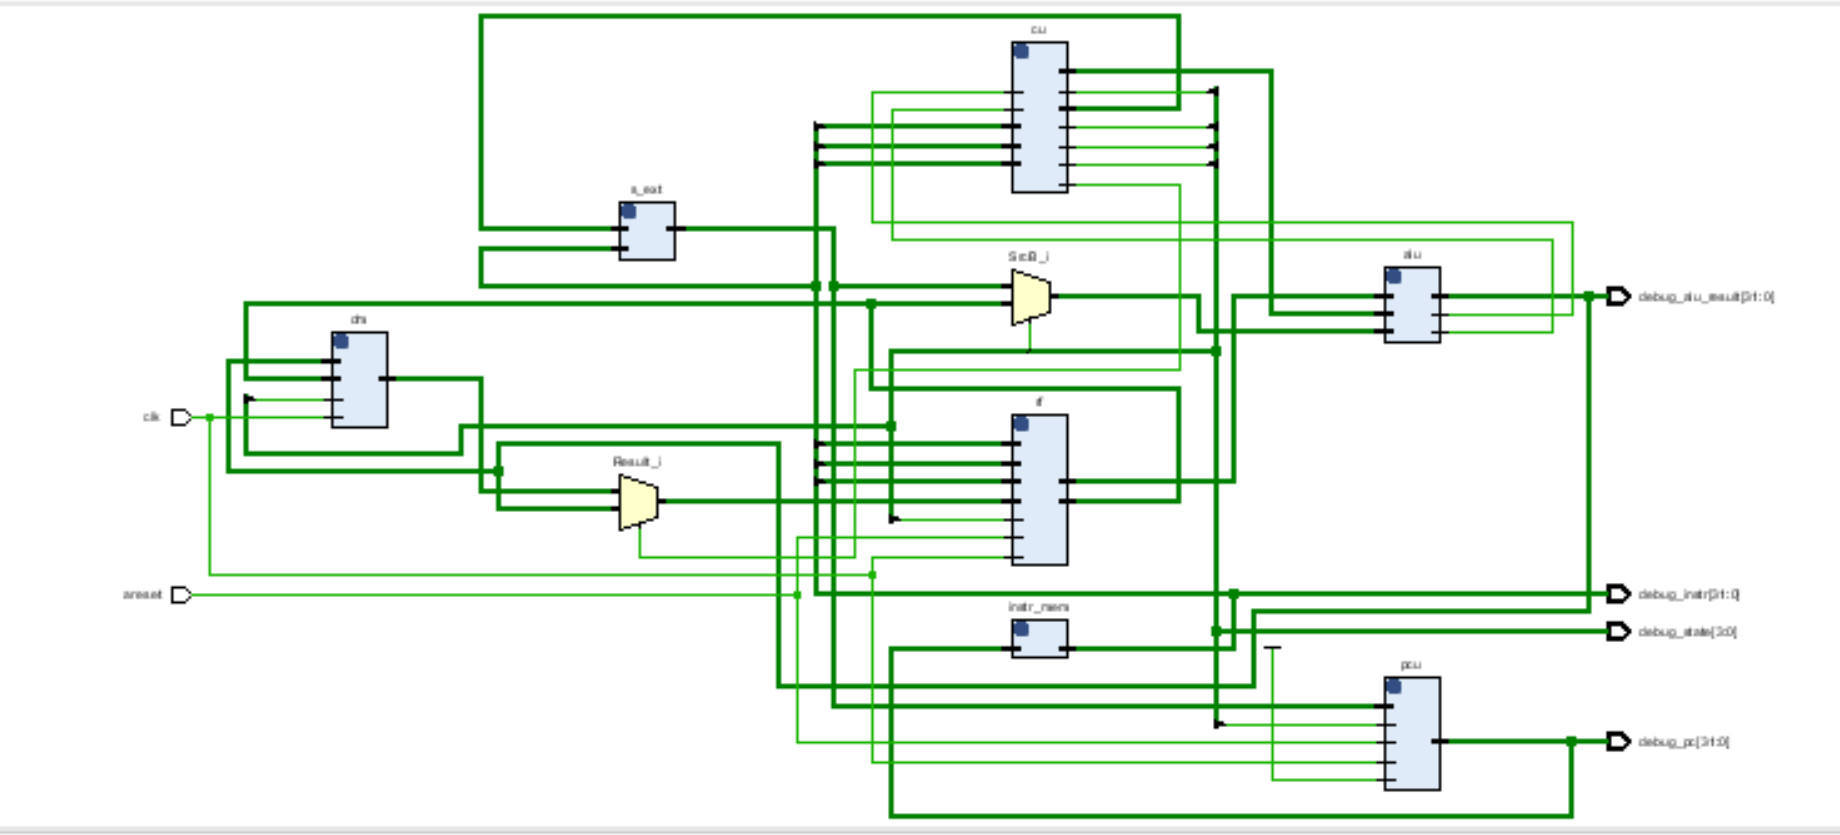 cu
s_ext
SrcB_i
alu
debug_alu_result[31:0]
dm
clk
rf
Result_i
areset
debug_instr[31:0]
instr_mem
debug_state[3:0]
pcu
debug_pc[31:0]